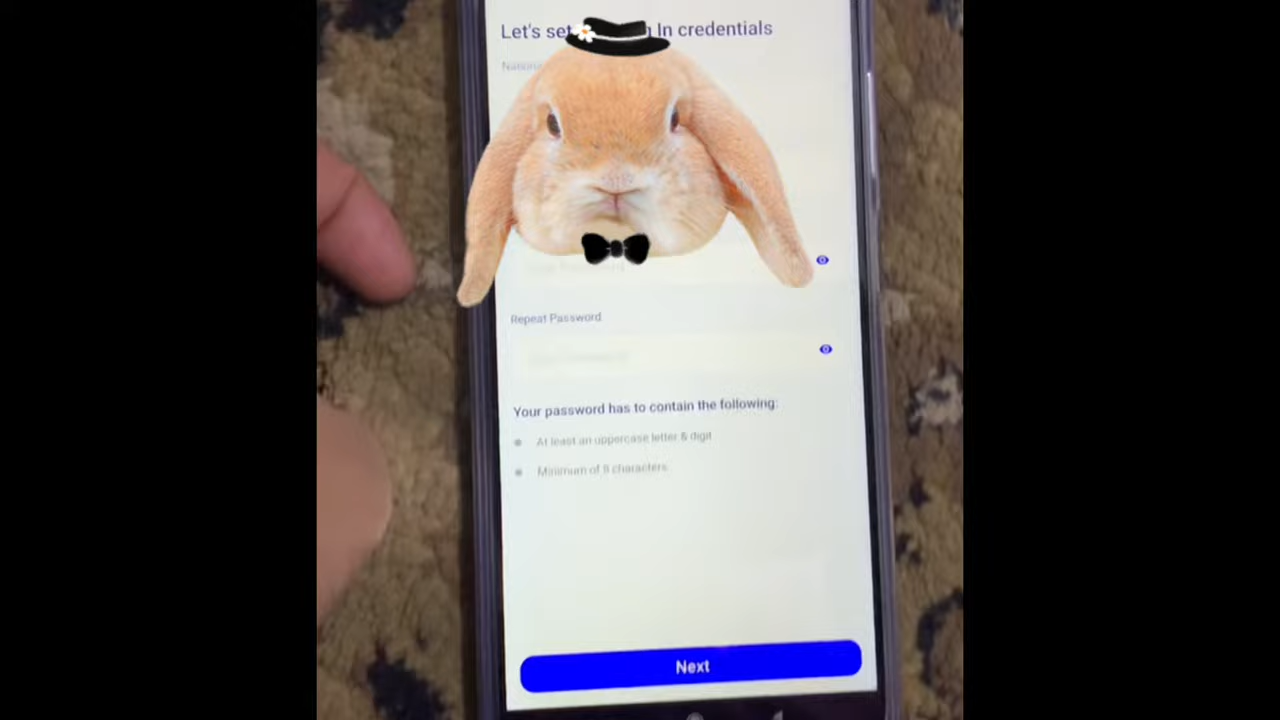 Let's set In credentials
Repeat Password
Your password has to contain the following:
At least an uppercase letter & digit
Minimum of 8 characters
Next